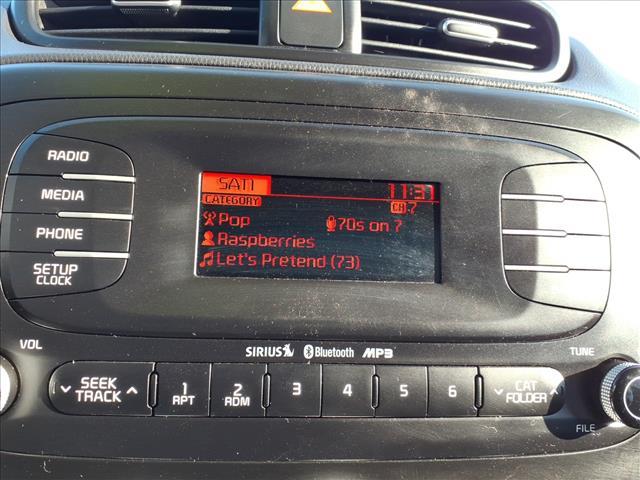 RADIO
MEDIA
PHONE
SETUP
CLOCK
SAT1
11:37
CATEGORY
CH 7
Pop
70s on 7
Raspberries
Let's Pretend (73)
VOL
SIRIUS
Bluetooth
MP3
TUNE
SEEK
TRACK
1
RPT
2
RDM
3
4
5
6
CAT
FOLDER
FILE